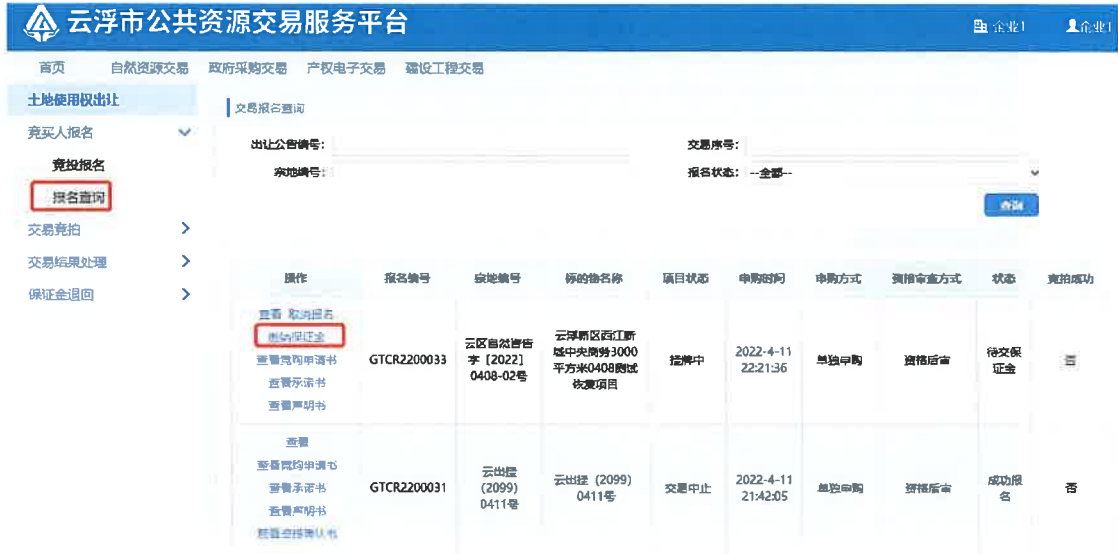 云浮市公共资源交易服务平台
企业1
企业1
首页 自然资源交易 政府采购交易 产权电子交易 建设工程交易
土地使用权出让
竞买人报名
竞投报名
报名查询
交易竞拍
交易结果处理
保证金退回
交易报名查询
出让公告编号：
交易序号：
宗地编号：
报名状态： --全部--
查询
操作 报名编号 宗地编号 标的物名称 项目状态 申购时间 申购方式 资格审查方式 状态 竞拍成功
查看 取消报名
缴纳保证金
查看竞购申请书
查看承诺书
查看声明书
GTCR2200033
云区自然资告
字〔2022〕
0408-02号
云浮新区西江新
城中央商务3000
平方米0408测试
恢复项目
挂牌中
2022-4-11
22:21:36
单独申购
资格后审
待交保
证金
否
查看
查看竞购申请书
查看承诺书
查看声明书
GTCR2200031
云出挂
(2099)
0411号
云出挂（2099）
0411号
交易中止
2022-4-11
21:42:05
单独申购
资格后审
成功报
名
否